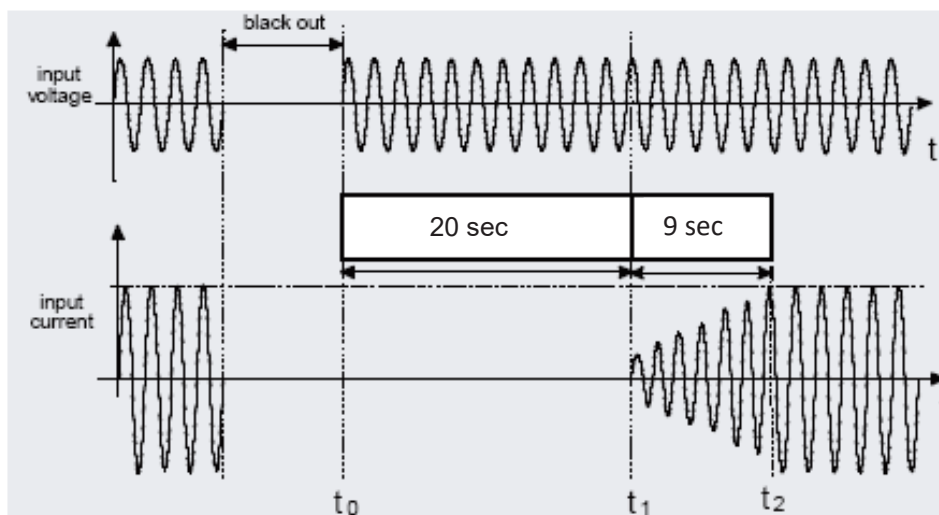 black out
input
voltage
t
20 sec
9 sec
input
current
t0
t1
t2